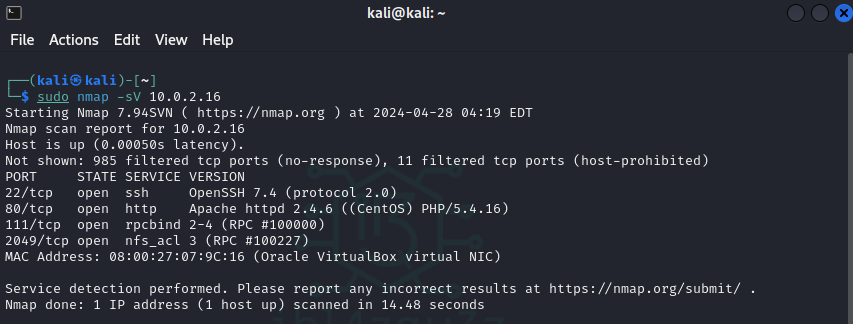 kali@kali: ~
File Actions Edit View Help
┌──(kali㉿kali)-[~]
└─$ sudo nmap -sV 10.0.2.16
Starting Nmap 7.94SVN ( https://nmap.org ) at 2024-04-28 04:19 EDT
Nmap scan report for 10.0.2.16
Host is up (0.00050s latency).
Not shown: 985 filtered tcp ports (no-response), 11 filtered tcp ports (host-prohibited)
PORT     STATE SERVICE VERSION
22/tcp   open  ssh     OpenSSH 7.4 (protocol 2.0)
80/tcp   open  http    Apache httpd 2.4.6 ((CentOS) PHP/5.4.16)
111/tcp  open  rpcbind 2-4 (RPC #100000)
2049/tcp open  nfs_acl 3 (RPC #100227)
MAC Address: 08:00:27:07:9C:16 (Oracle VirtualBox virtual NIC)
Service detection performed. Please report any incorrect results at https://nmap.org/submit/ .
Nmap done: 1 IP address (1 host up) scanned in 14.48 seconds